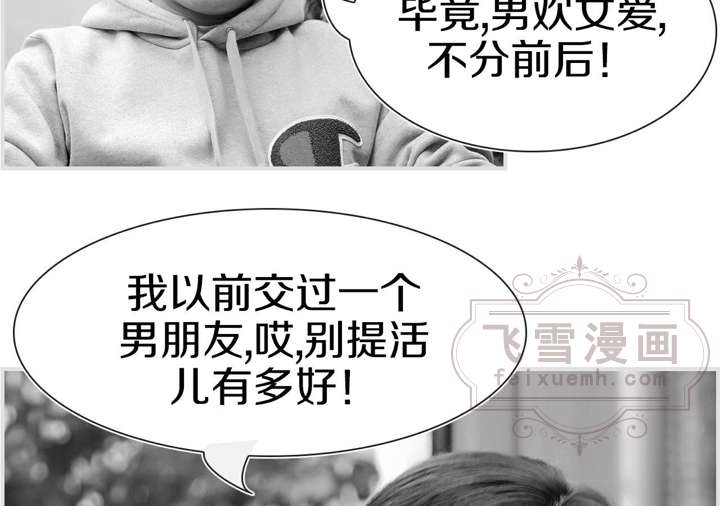 毕竟,男欢女爱,
不分前后!
我以前交过一个
男朋友,哎,别提活
儿有多好!
飞雪漫画
feixuemh.com